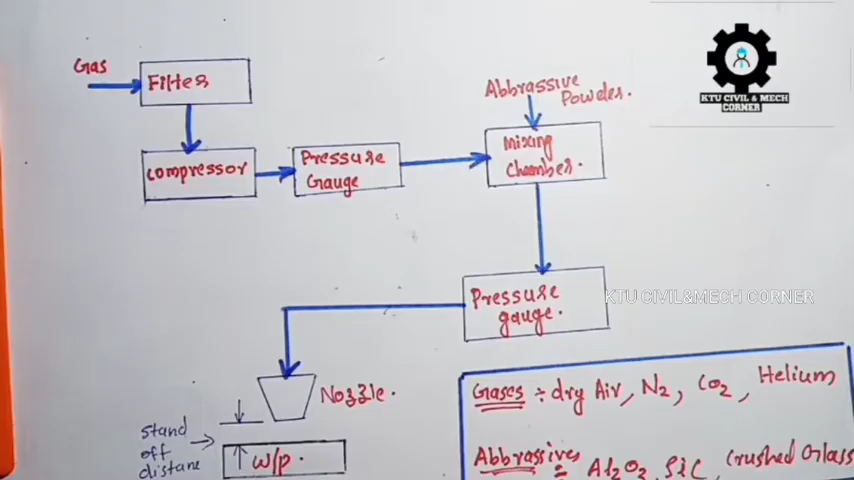 Gas
Filter
Compressor
Pressure
Gauge
Abbrassive
Powder.
Mixing
Chamber.
KTU CIVIL & MECH
CORNER
Pressure
gauge.
KTU CIVIL&MECH CORNER
Nozzle.
stand
off
distane
W/p.
Gases :- dry Air, N2, CO2, Helium
Abbrassives := Al2O2 SiC, Crushed Glass